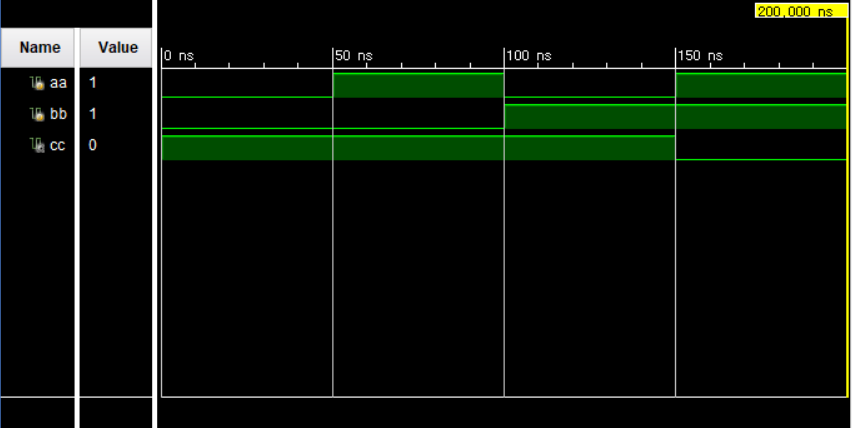 200,000 ns
Name Value
0 ns 50 ns 100 ns 150 ns
aa 1
bb 1
cc 0